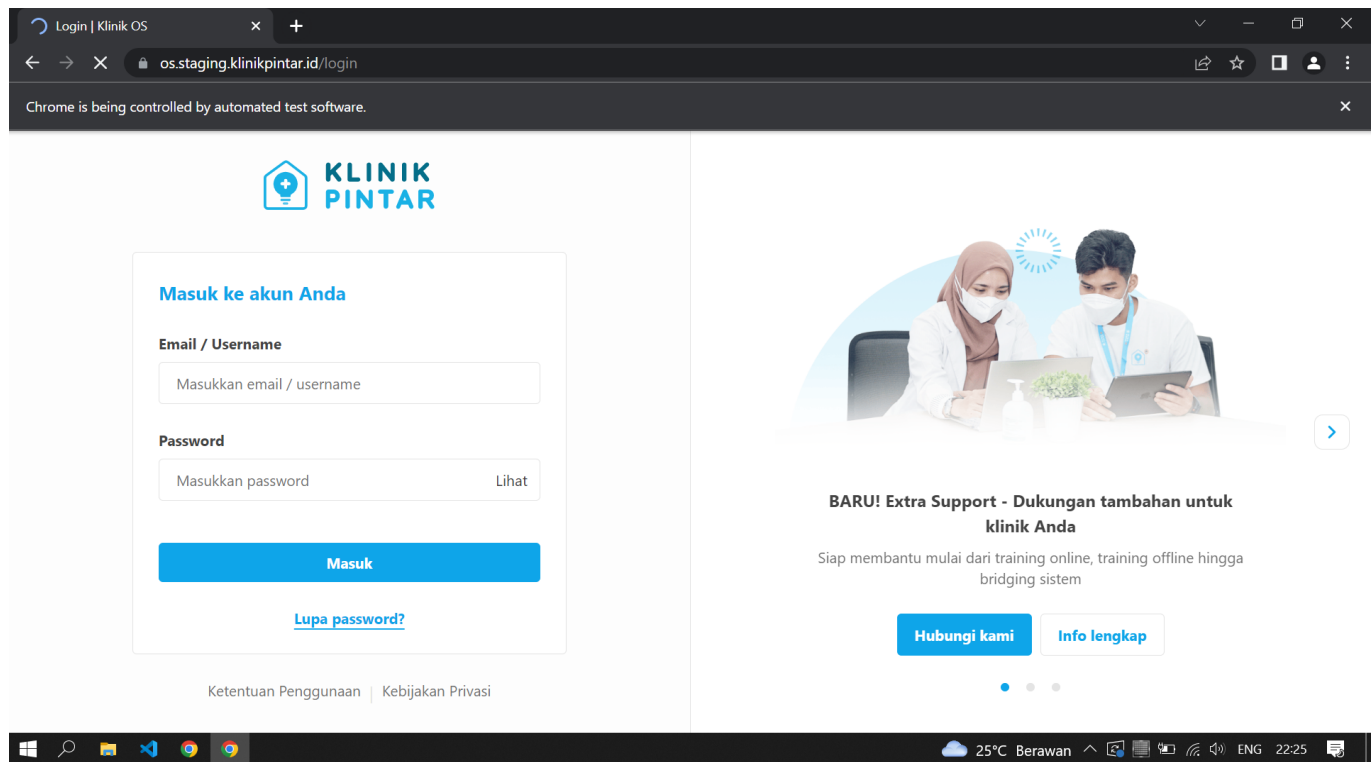 Login | Klinik OS
os.staging.klinikpintar.id/login
Chrome is being controlled by automated test software.
KLINIK
PINTAR
Masuk ke akun Anda
Email / Username
Masukkan email / username
Password
Masukkan password
Lihat
Masuk
Lupa password?
Ketentuan Penggunaan | Kebijakan Privasi
BARU! Extra Support - Dukungan tambahan untuk
klinik Anda
Siap membantu mulai dari training online, training offline hingga
bridging sistem
Hubungi kami
Info lengkap
25°C Berawan
ENG
22:25